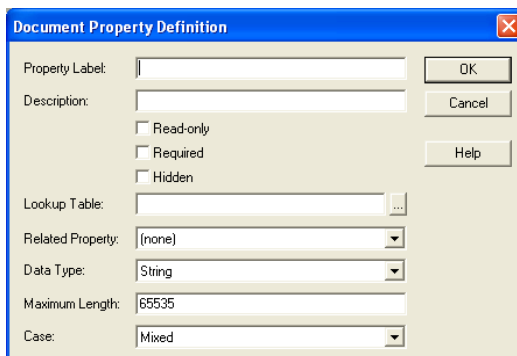 Document Property Definition
Property Label:
OK
Description:
Cancel
Read-only
Required
Help
Hidden
Lookup Table:
...
Related Property: (none)
Data Type: String
Maximum Length: 65535
Case: Mixed